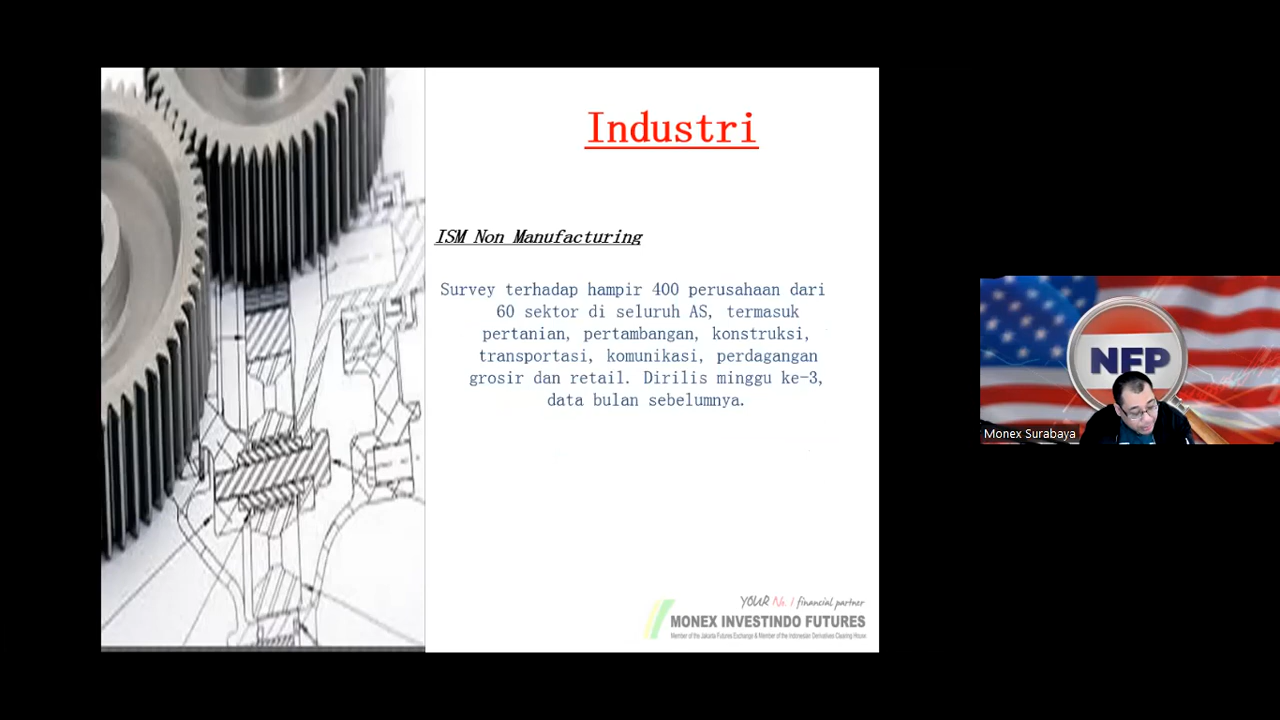 Industri
ISM Non Manufacturing
Survey terhadap hampir 400 perusahaan dari
60 sektor di seluruh AS, termasuk
pertanian, pertambangan, konstruksi,
transportasi, komunikasi, perdagangan
grosir dan retail. Dirilis minggu ke-3,
data bulan sebelumnya.
YOUR No. 1 financial partner
MONEX INVESTINDO FUTURES
Member of the Jakarta Futures Exchange & Member of the Indonesian Derivatives Clearing House
NFP
Monex Surabaya